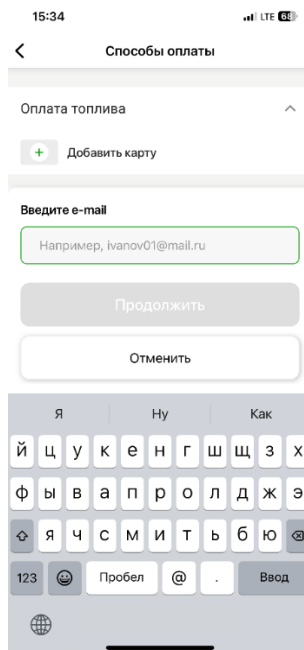 15:34
LTE 68
Способы оплаты
Оплата топлива
+ Добавить карту
Введите e-mail
Например, ivanov01@mail.ru
Продолжить
Отменить
Я Ну Как
й ц у к е н г ш щ з х
ф ы в а п р о л д ж э
я ч с м и т ь б ю
123 Пробел @ . Ввод